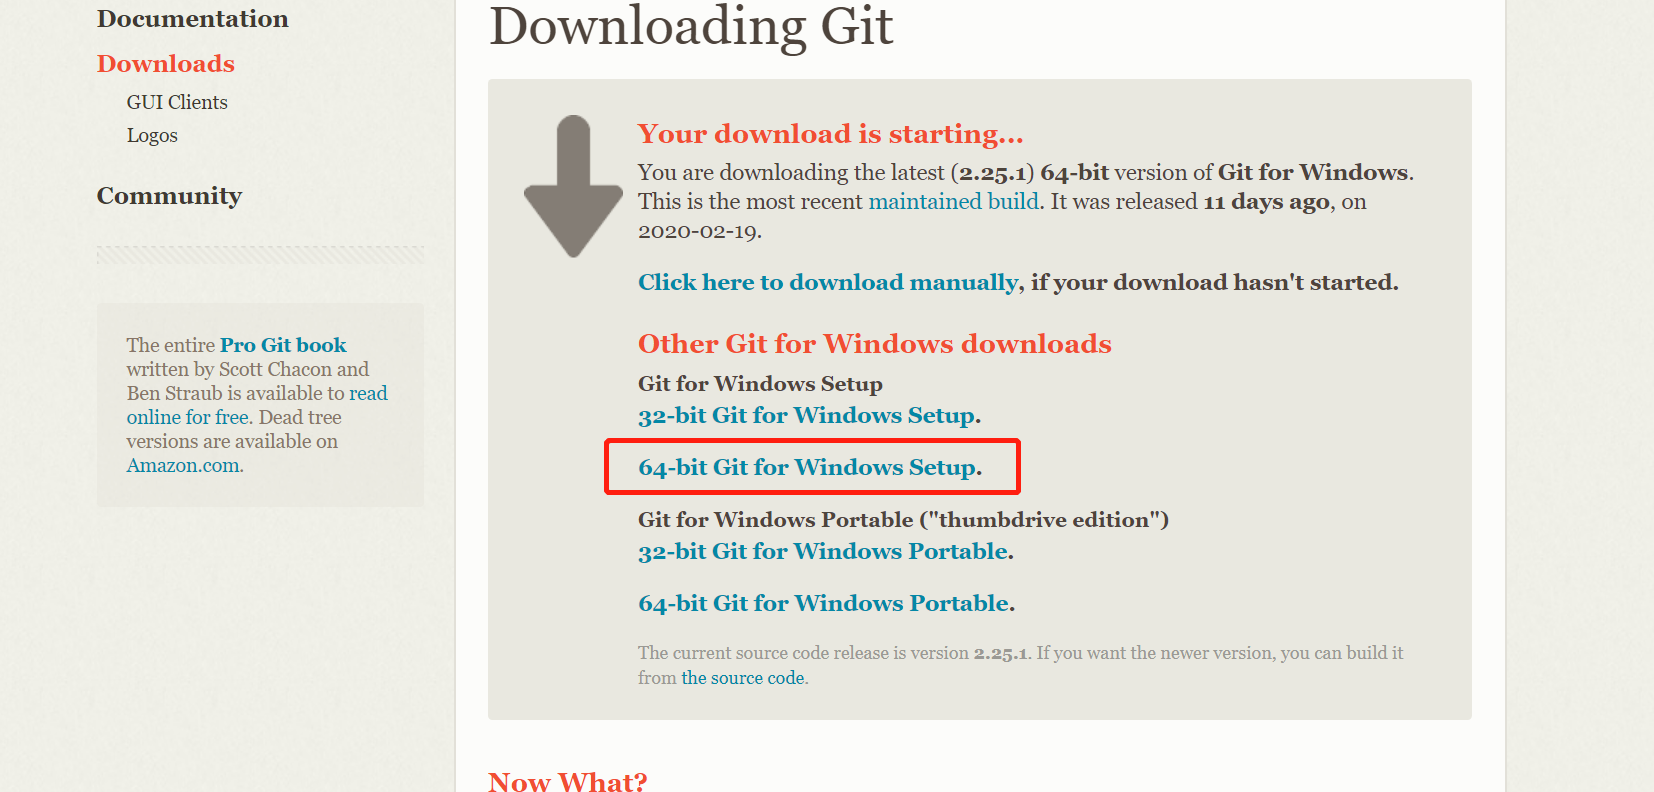 Documentation
Downloads
GUI Clients
Logos
Community
The entire Pro Git book
written by Scott Chacon and
Ben Straub is available to read
online for free. Dead tree
versions are available on
Amazon.com.
Downloading Git
Your download is starting...
You are downloading the latest (2.25.1) 64-bit version of Git for Windows.
This is the most recent maintained build. It was released 11 days ago, on
2020-02-19.
Click here to download manually, if your download hasn't started.
Other Git for Windows downloads
Git for Windows Setup
32-bit Git for Windows Setup.
64-bit Git for Windows Setup.
Git for Windows Portable ("thumbdrive edition")
32-bit Git for Windows Portable.
64-bit Git for Windows Portable.
The current source code release is version 2.25.1. If you want the newer version, you can build it
from the source code.
Now What?